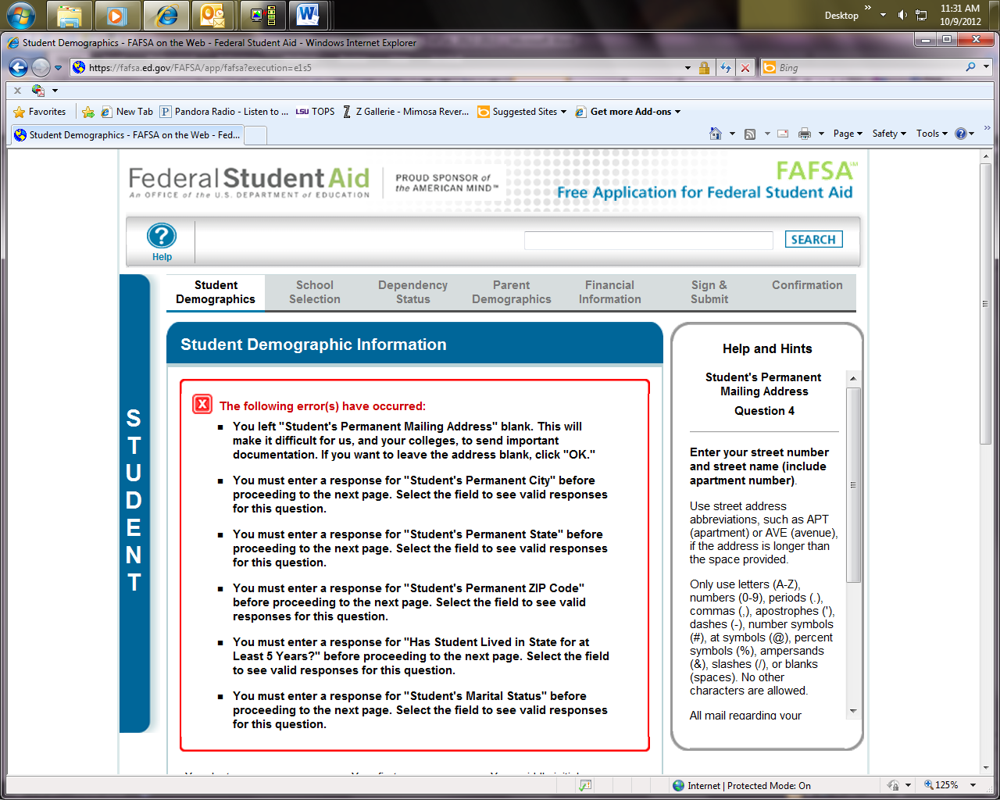 11:31 AM
Desktop
10/9/2012
Student Demographics - FAFSA on the Web - Federal Student Aid - Windows Internet Explorer
https://fafsa.ed.gov/FAFSA/app/fafsa?execution=e1s5
Bing
Favorites
New Tab
Pandora Radio - Listen to ...
LSU TOPS
Z Gallerie - Mimosa Rever...
Suggested Sites
Get more Add-ons
Student Demographics - FAFSA on the Web - Fed...
Page
Safety
Tools
Federal Student Aid
An OFFICE of the U.S. DEPARTMENT of EDUCATION
PROUD SPONSOR of
the AMERICAN MIND™
FAFSA℠
Free Application for Federal Student Aid
Help
SEARCH
STUDENT
Student
Demographics
School
Selection
Dependency
Status
Parent
Demographics
Financial
Information
Sign &
Submit
Confirmation
Student Demographic Information
The following error(s) have occurred:
You left "Student's Permanent Mailing Address" blank. This will
make it difficult for us, and your colleges, to send important
documentation. If you want to leave the address blank, click "OK."
You must enter a response for "Student's Permanent City" before
proceeding to the next page. Select the field to see valid responses
for this question.
You must enter a response for "Student's Permanent State" before
proceeding to the next page. Select the field to see valid responses
for this question.
You must enter a response for "Student's Permanent ZIP Code"
before proceeding to the next page. Select the field to see valid
responses for this question.
You must enter a response for "Has Student Lived in State for at
Least 5 Years?" before proceeding to the next page. Select the field
to see valid responses for this question.
You must enter a response for "Student's Marital Status" before
proceeding to the next page. Select the field to see valid responses
for this question.
Help and Hints
Student's Permanent
Mailing Address
Question 4
Enter your street number
and street name (include
apartment number).
Use street address
abbreviations, such as APT
(apartment) or AVE (avenue),
if the address is longer than
the space provided.
Only use letters (A-Z),
numbers (0-9), periods (.),
commas (,), apostrophes ('),
dashes (-), number symbols
(#), at symbols (@), percent
symbols (%), ampersands
(&), slashes (/), or blanks
(spaces). No other
characters are allowed.
All mail regarding your
Internet | Protected Mode: On
125%